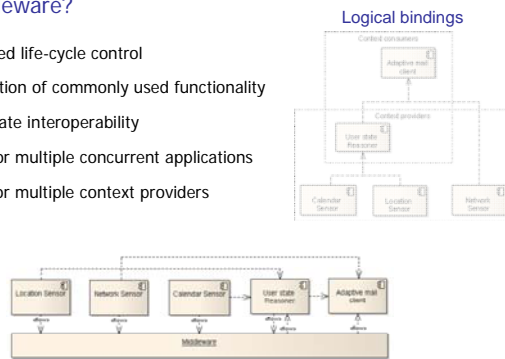 eware?
Logical bindings
ed life-cycle control
tion of commonly used functionality
ate interoperability
or multiple concurrent applications
or multiple context providers
Context consumers
Adaptive mail
client
Context providers
User state
Reasoner
Calendar
Sensor
Location
Sensor
Network
Sensor
Location Sensor
Network Sensor
Calendar Sensor
User state
Reasoner
Adaptive mail
client
Middleware